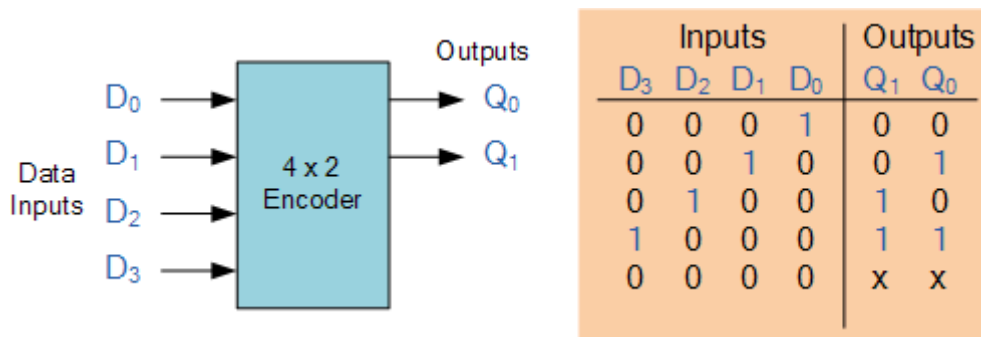 Outputs
D₀ Q₀
D₁ Q₁
Data
Inputs
4 x 2
Encoder
D₂
D₃
Inputs Outputs
D₃ D₂ D₁ D₀ Q₁ Q₀
0 0 0 1 0 0
0 0 1 0 0 1
0 1 0 0 1 0
1 0 0 0 1 1
0 0 0 0 x x